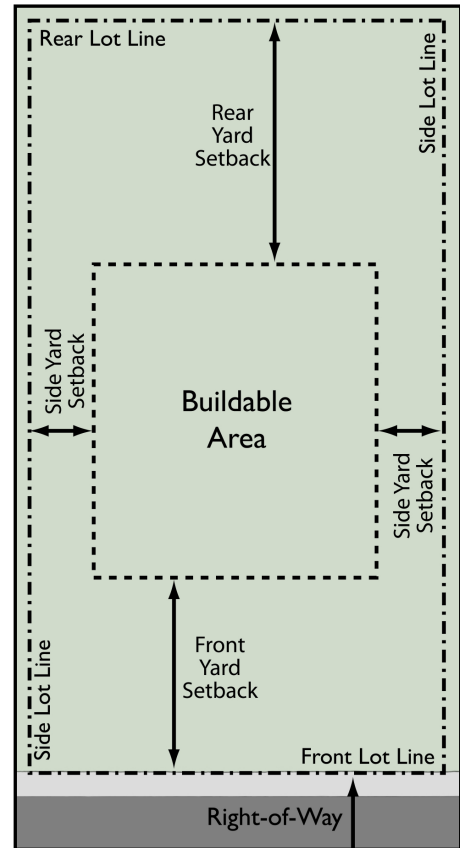 Rear Lot Line
Side Lot Line
Rear
Yard
Setback
Side Yard
Setback
Buildable
Area
Side Yard
Setback
Front
Yard
Setback
Side Lot Line
Front Lot Line
Right-of-Way